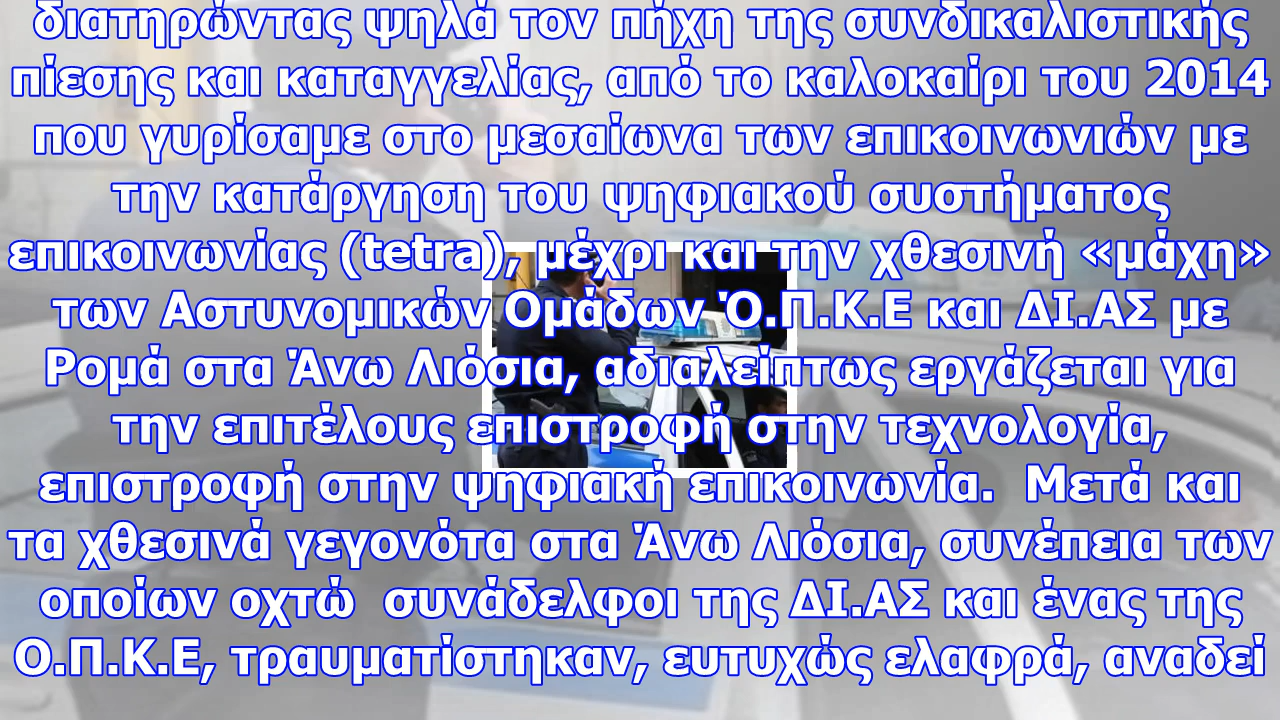 διατηρώντας ψηλά τον πήχη της συνδικαλιστικής
πίεσης και καταγγελίας, από το καλοκαίρι του 2014
που γυρίσαμε στο μεσαίωνα των επικοινωνιών με
την κατάργηση του ψηφιακού συστήματος
επικοινωνίας (tetra), μέχρι και την χθεσινή «μάχη»
των Αστυνομικών Ομάδων Ό.Π.Κ.Ε και ΔΙ.ΑΣ με
Ρομά στα Άνω Λιόσια, αδιαλείπτως εργάζεται για
την επιτέλους επιστροφή στην τεχνολογία,
επιστροφή στην ψηφιακή επικοινωνία.  Μετά και
τα χθεσινά γεγονότα στα Άνω Λιόσια, συνέπεια των
οποίων οχτώ  συνάδελφοι της ΔΙ.ΑΣ και ένας της
Ο.Π.Κ.Ε, τραυματίστηκαν, ευτυχώς ελαφρά, αναδεί